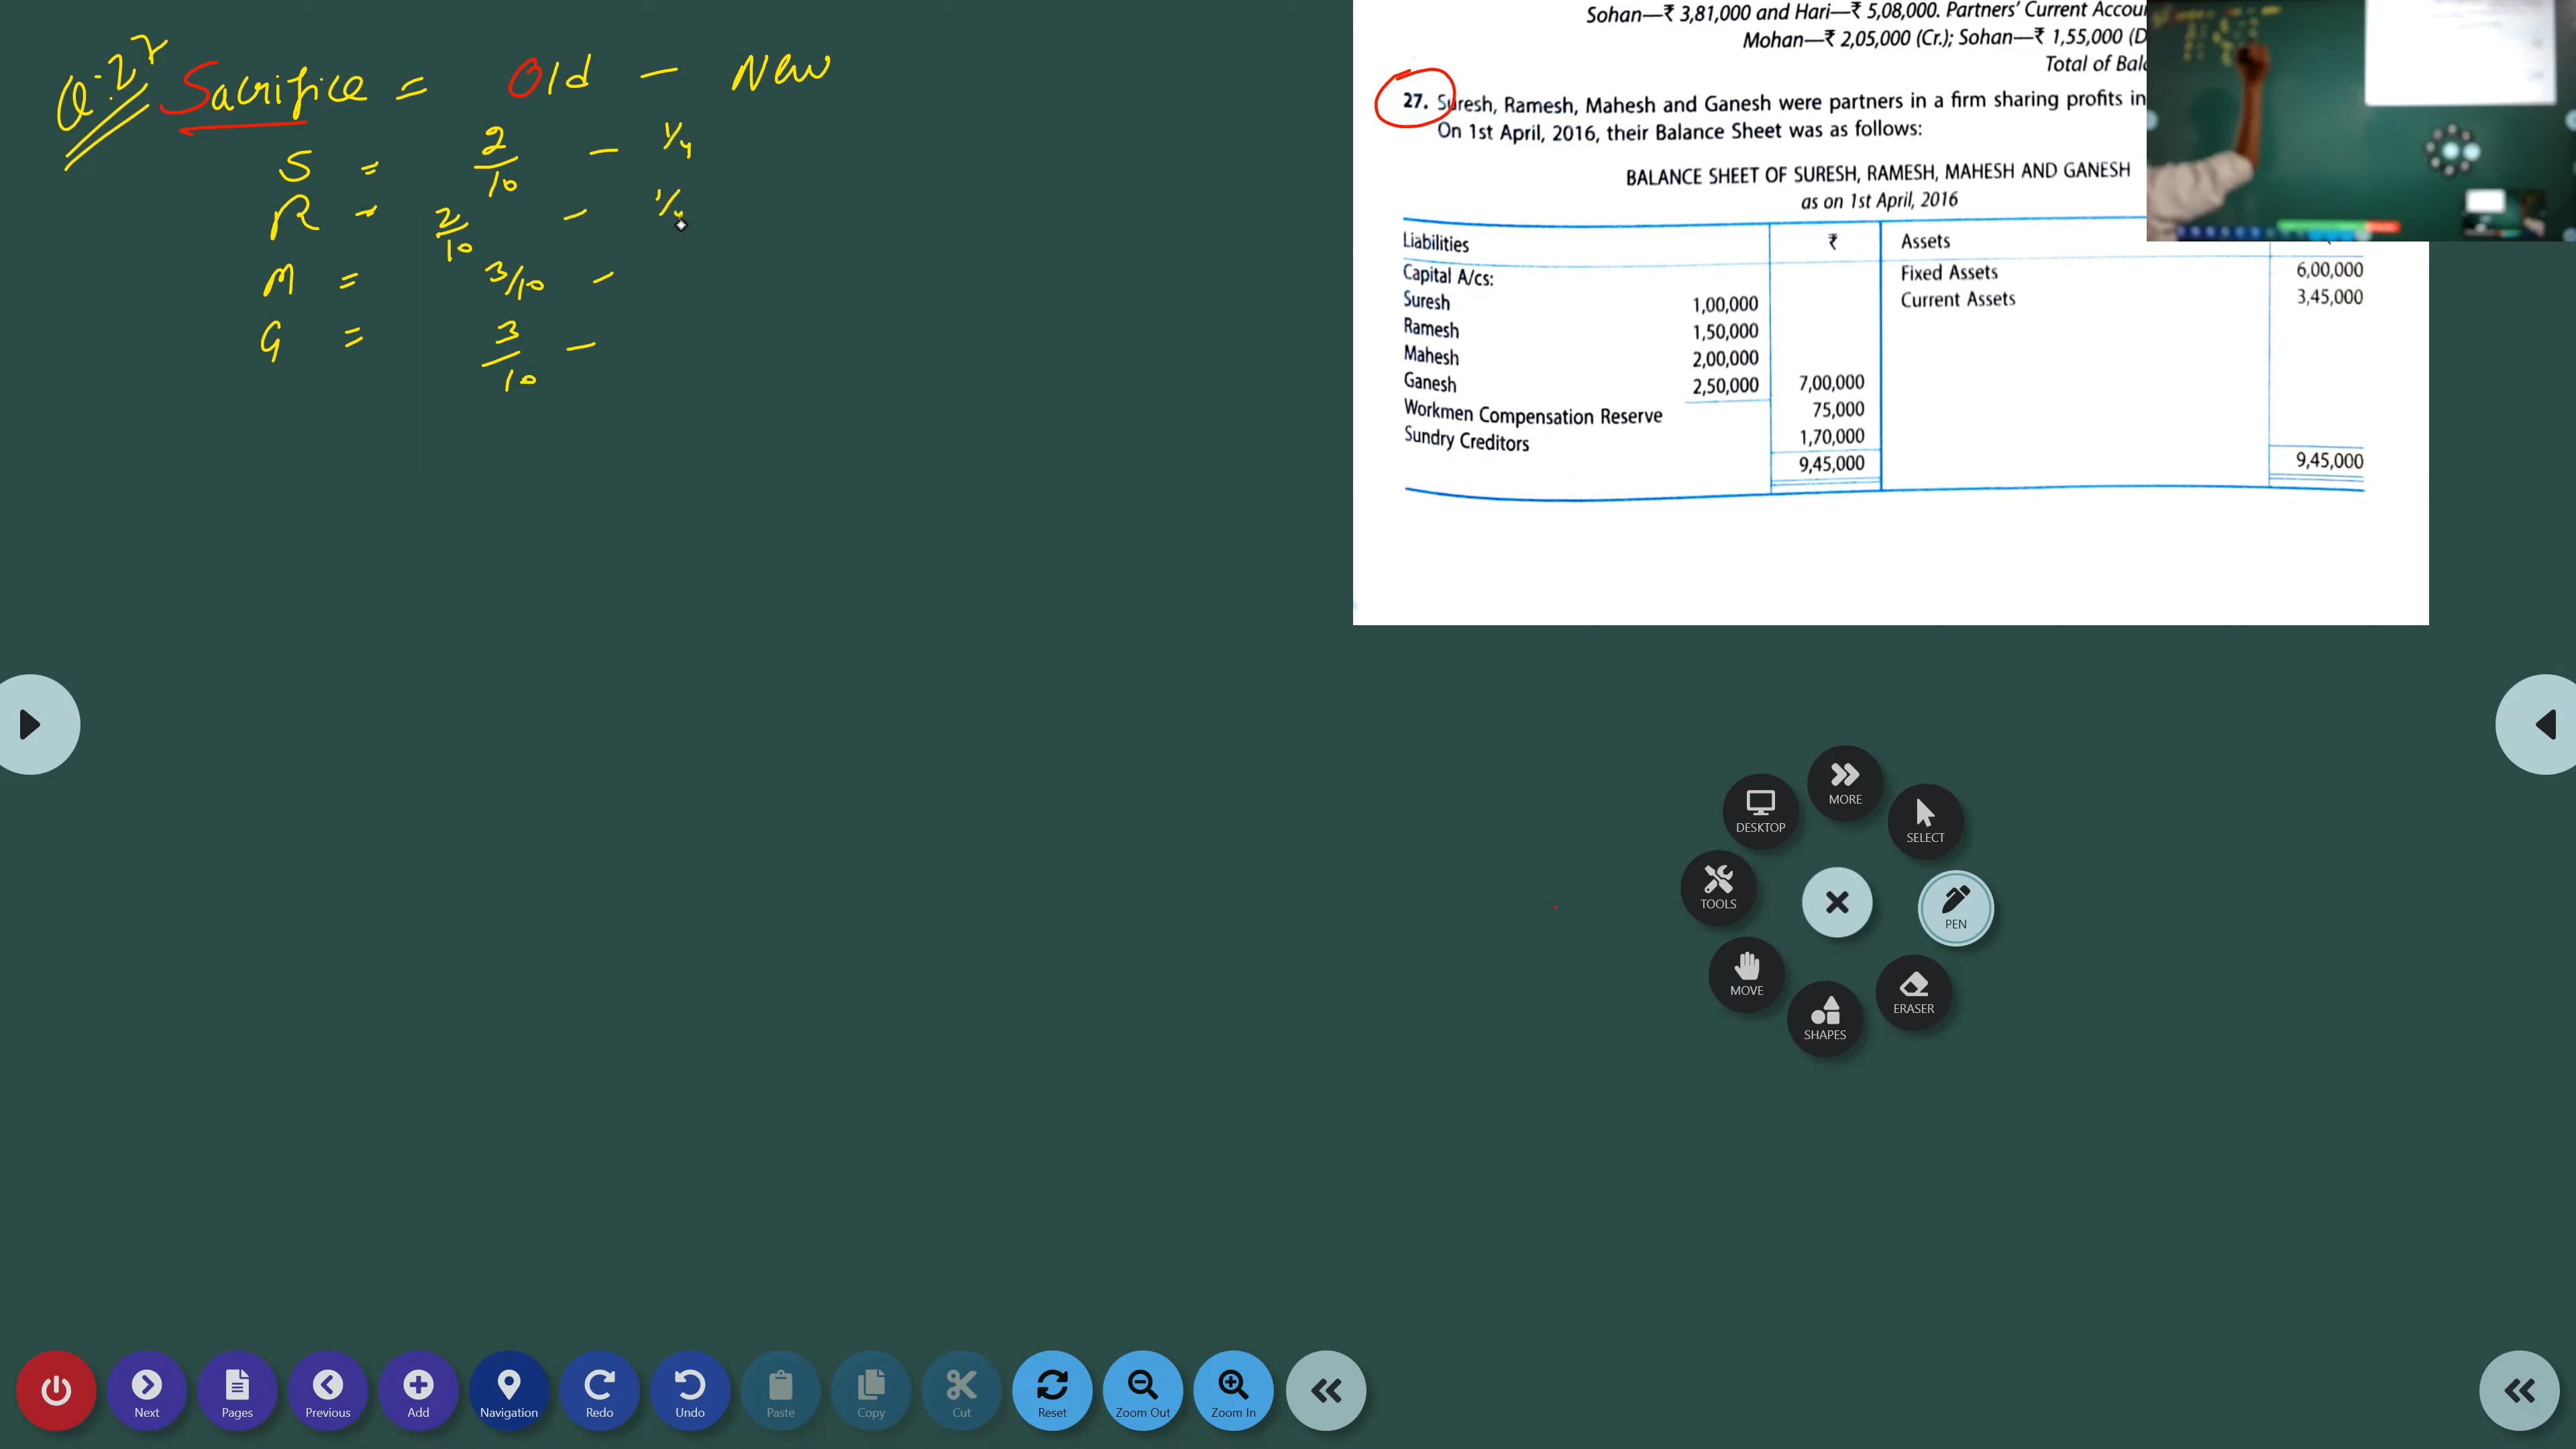 Q.27 Sacrifice = Old - New
S = 2/10 - 1/4
R - 2/10 - 1/4
M = 3/10 -
G = 3/10 -
Sohan—₹ 3,81,000 and Hari—₹ 5,08,000. Partners' Current
Mohan—₹ 2,05,000 (Cr.); Sohan—₹ 1,55,000
Total of
27. Suresh, Ramesh, Mahesh and Ganesh were partners in a firm sharing profits in
On 1st April, 2016, their Balance Sheet was as follows:
BALANCE SHEET OF SURESH, RAMESH, MAHESH AND GANESH
as on 1st April, 2016
Liabilities ₹ Assets
Capital A/cs: Fixed Assets 6,00,000
Suresh 1,00,000 Current Assets 3,45,000
Ramesh 1,50,000
Mahesh 2,00,000
Ganesh 2,50,000 7,00,000
Workmen Compensation Reserve 75,000
Sundry Creditors 1,70,000
9,45,000 9,45,000
MORE
DESKTOP
SELECT
TOOLS
PEN
MOVE
ERASER
SHAPES
Next Pages Previous Add Navigation Redo Undo Paste Copy Cut Reset Zoom Out Zoom In